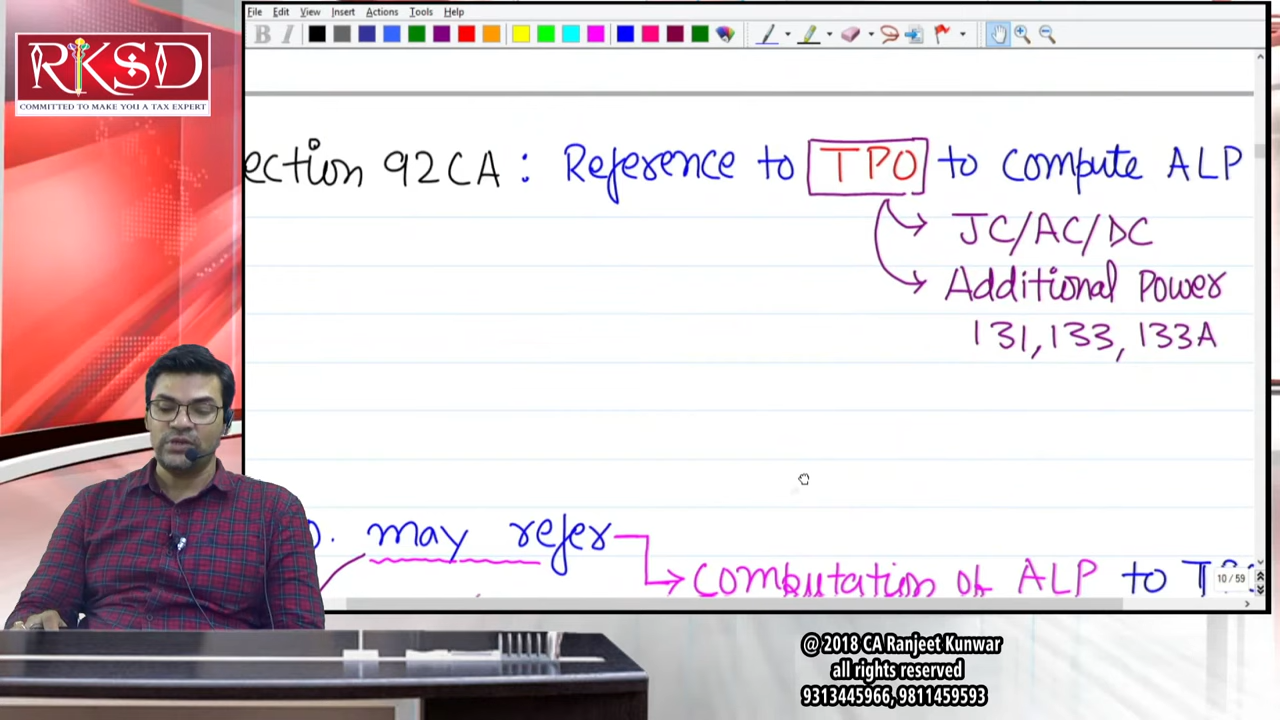 File Edit View Insert Actions Tools Help
B I
RKSD
COMMITTED TO MAKE YOU A TAX EXPERT
ection 92CA : Reference to TPO to compute ALP
JC/AC/DC
Additional Power
131, 133, 133A
may refer
Computation of ALP to
10 / 59
@ 2018 CA Ranjeet Kunwar
all rights reserved
9313445966, 9811459593